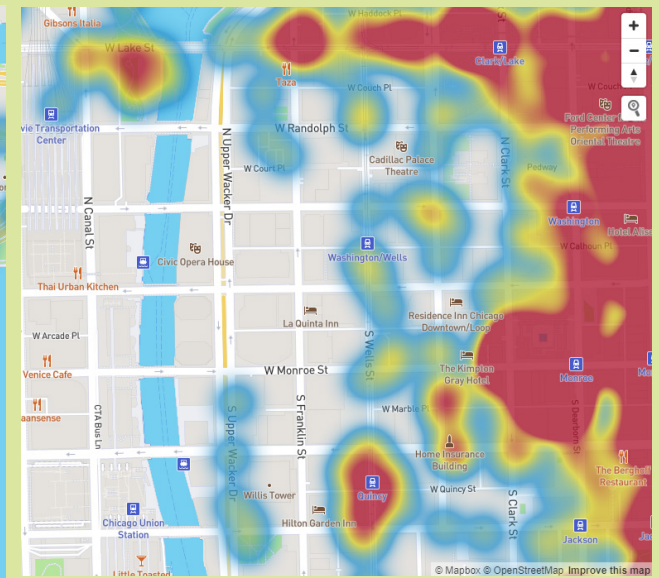 Gibsons Italia
W Haddock Pl
W Lake St
Clark/Lake
Taza
W Couch Pl
W Couch
vie Transportation
Center
W Randolph St
Ford Center for
Performing Arts
Oriental Theatre
Cadillac Palace
Theatre
N Clark St
Pedway
W Court Pl
N Upper Wacker Dr
N Canal St
Washington
Hotel Allegro
Civic Opera House
Washington/Wells
W Calhoun Pl
Thai Urban Kitchen
La Quinta Inn
Residence Inn Chicago
Downtown/Loop
W Arcade Pl
S Wells St
Venice Cafe
W Monroe St
The Kimpton
Gray Hotel
Monroe
Mo
aansense
CTA Bus Ln
S Upper Wacker Dr
S Franklin St
W Marble Pl
S Dearborn St
Home Insurance
Building
The Berghoff
Restaurant
Willis Tower
Quincy
W Quincy St
S Clark St
Chicago Union
Station
Hilton Garden Inn
Jackson
Ja
Little Toasted
© Mapbox © OpenStreetMap Improve this map